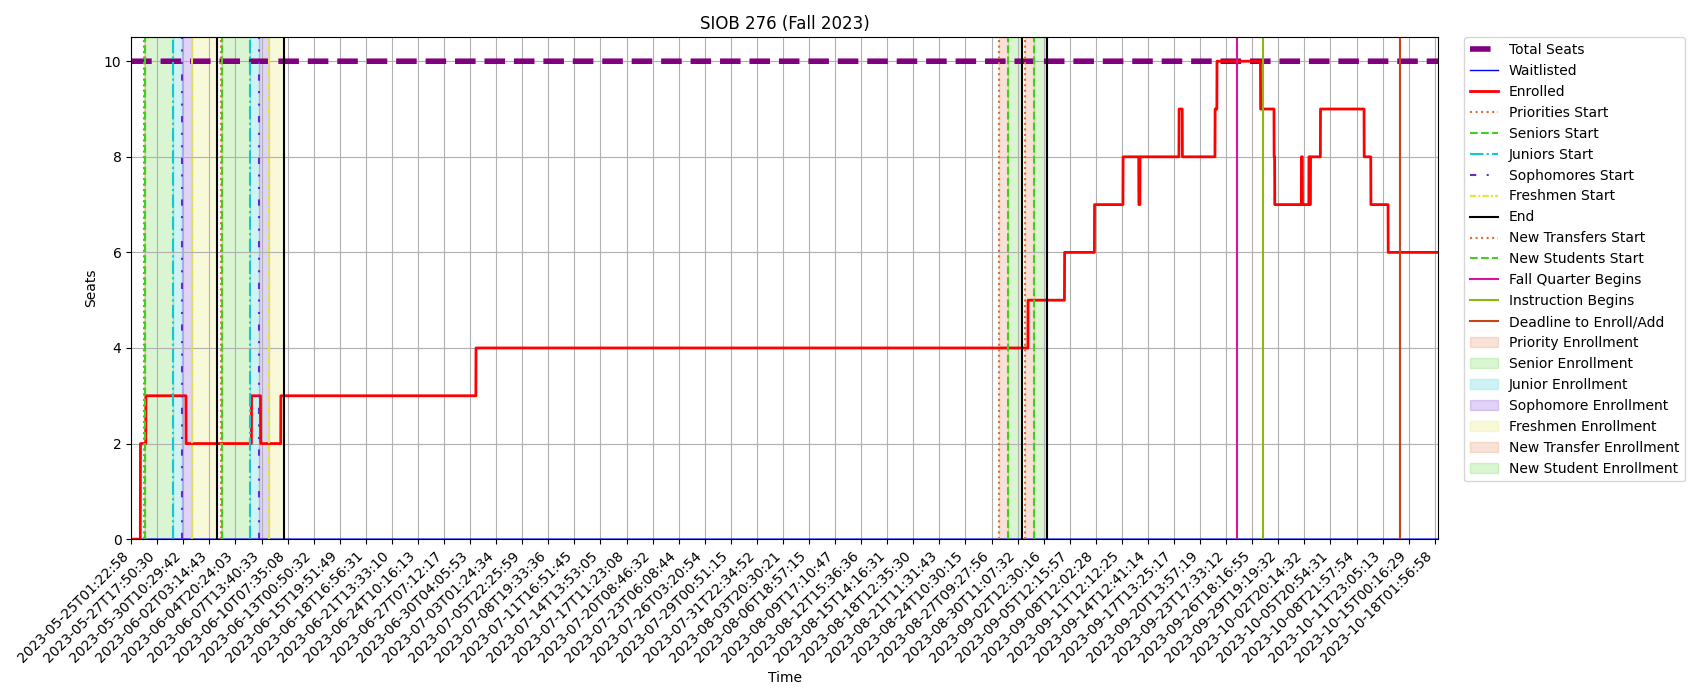 SIOB 276 (Fall 2023)
Seats
10
8
6
4
2
0
2023-05-25T01:22:58
2023-05-27T17:50:30
2023-05-30T10:29:42
2023-06-02T03:14:43
2023-06-04T20:24:03
2023-06-07T13:40:33
2023-06-10T07:35:08
2023-06-13T00:50:32
2023-06-15T19:51:49
2023-06-18T16:56:31
2023-06-21T13:33:10
2023-06-24T10:16:13
2023-06-27T07:12:17
2023-06-30T04:05:53
2023-07-03T01:24:34
2023-07-05T22:25:59
2023-07-08T19:33:36
2023-07-11T16:51:45
2023-07-14T13:53:05
2023-07-17T11:23:08
2023-07-20T08:46:32
2023-07-23T06:08:44
2023-07-26T03:20:54
2023-07-29T00:51:15
2023-07-31T22:34:52
2023-08-03T20:30:21
2023-08-06T18:57:15
2023-08-09T17:10:47
2023-08-12T15:36:36
2023-08-15T14:16:31
2023-08-18T12:35:30
2023-08-21T11:31:43
2023-08-24T10:30:15
2023-08-27T09:27:56
2023-08-30T11:07:32
2023-09-02T12:30:16
2023-09-05T12:15:57
2023-09-08T12:02:28
2023-09-11T12:12:25
2023-09-14T12:41:14
2023-09-17T13:25:17
2023-09-20T13:57:19
2023-09-23T17:33:12
2023-09-26T18:16:55
2023-09-29T19:19:32
2023-10-02T20:14:32
2023-10-05T20:54:31
2023-10-08T21:57:54
2023-10-11T23:05:13
2023-10-15T00:16:29
2023-10-18T01:56:58
Time
Total Seats
Waitlisted
Enrolled
Priorities Start
Seniors Start
Juniors Start
Sophomores Start
Freshmen Start
End
New Transfers Start
New Students Start
Fall Quarter Begins
Instruction Begins
Deadline to Enroll/Add
Priority Enrollment
Senior Enrollment
Junior Enrollment
Sophomore Enrollment
Freshmen Enrollment
New Transfer Enrollment
New Student Enrollment